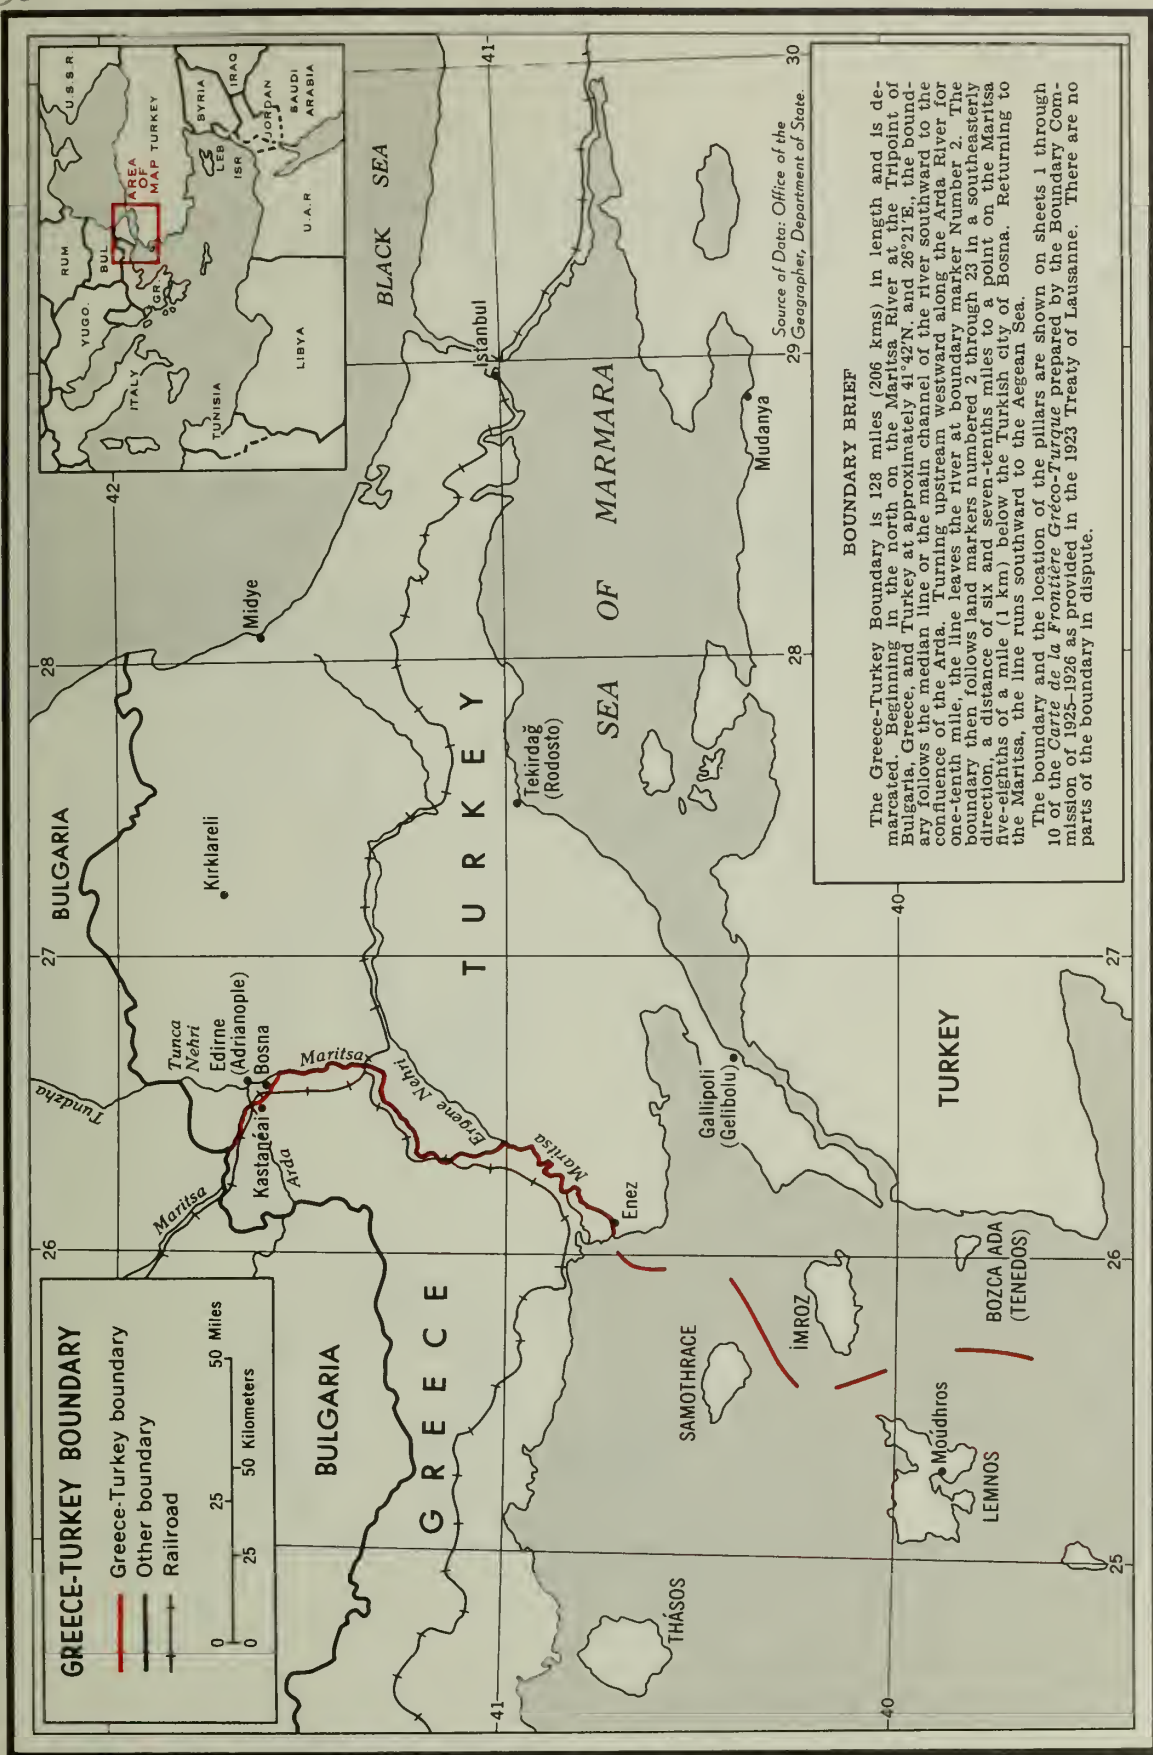 GREECE-TURKEY BOUNDARY
Greece-Turkey boundary
Other boundary
Railroad
0 25 50 Miles
0 25 50 Kilometers
U.S.S.R.
RUM
YUGO.
BUL
ITALY
GR.
AREA
OF
MAP
TURKEY
SYRIA
IRAQ
LEB
ISR
JORDAN
SAUDI
ARABIA
TUNISIA
LIBYA
U.A.R
26
27
28
42
BULGARIA
BLACK SEA
Tundzha
Tunca
Nehri
Edirne
(Adrianople)
Bosna
Kırklareli
Midye
Maritsa
Kastanéai
Arda
Maritsa
BULGARIA
GREECE
TURKEY
Ergene Nehri
Maritsa
Enez
Istanbul
41
41
Tekirdağ
(Rodosto)
SEA OF MARMARA
Mudanya
Gallipoli
(Gelibolu)
THÁSOS
SAMOTHRACE
İMROZ
LEMNOS
Moúdhros
BOZCA ADA
(TENEDOS)
TURKEY
40
40
25
26
27
28
29
30
Source of Data: Office of the
Geographer, Department of State.
BOUNDARY BRIEF
The Greece-Turkey Boundary is 128 miles (206 kms) in length and is de-
marcated. Beginning in the north on the Maritsa River at the Tripoint of
Bulgaria, Greece, and Turkey at approximately 41°42'N. and 26°21'E., the bound-
ary follows the median line or the main channel of the river southward to the
confluence of the Arda. Turning upstream westward along the Arda River for
one-tenth mile, the line leaves the river at boundary marker Number 2. The
boundary then follows land markers numbered 2 through 23 in a southeasterly
direction, a distance of six and seven-tenths miles to a point on the Maritsa
five-eighths of a mile (1 km) below the Turkish city of Bosna. Returning to
the Maritsa, the line runs southward to the Aegean Sea.
The boundary and the location of the pillars are shown on sheets 1 through
10 of the Carte de la Frontière Gréco-Turque prepared by the Boundary Com-
mission of 1925-1926 as provided in the 1923 Treaty of Lausanne. There are no
parts of the boundary in dispute.